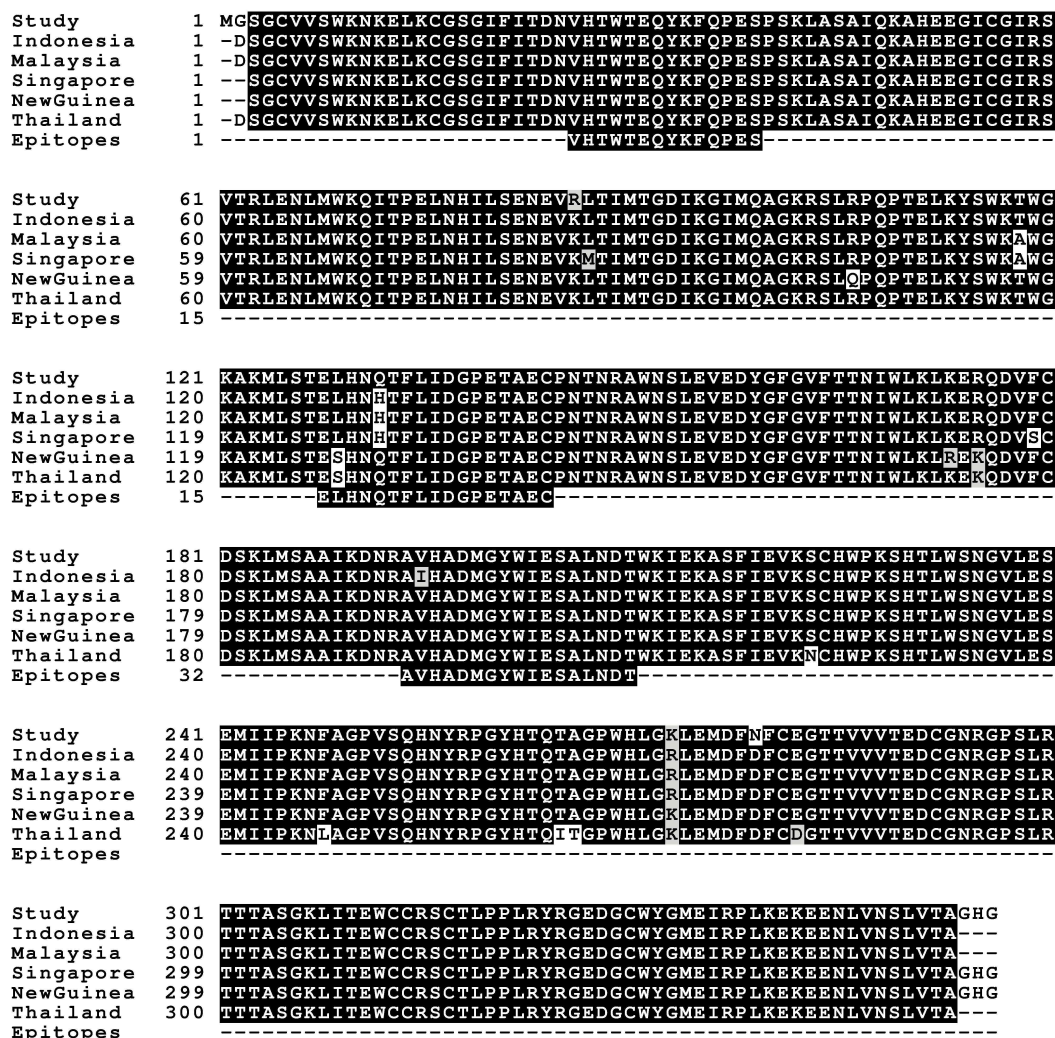 Study 1 MGSGCVVSWKNKELKCGSGIFITDNVHTWTEQYKFQPESPSKLASAIQKAHEEGICGIRS
Indonesia 1 -DSGCVVSWKNKELKCGSGIFITDNVHTWTEQYKFQPESPSKLASAIQKAHEEGICGIRS
Malaysia 1 -DSGCVVSWKNKELKCGSGIFITDNVHTWTEQYKFQPESPSKLASAIQKAHEEGICGIRS
Singapore 1 --SGCVVSWKNKELKCGSGIFITDNVHTWTEQYKFQPESPSKLASAIQKAHEEGICGIRS
NewGuinea 1 --SGCVVSWKNKELKCGSGIFITDNVHTWTEQYKFQPESPSKLASAIQKAHEEGICGIRS
Thailand 1 -DSGCVVSWKNKELKCGSGIFITDNVHTWTEQYKFQPESPSKLASAIQKAHEEGICGIRS
Epitopes 1 -------------------------VHTWTEQYKFQPES---------------------
Study 61 VTRLENLMWKQITPELNHILSENEVRLTIMTGDIKGIMQAGKRSLRPQPTELKYSWKTWG
Indonesia 60 VTRLENLMWKQITPELNHILSENEVKLTIMTGDIKGIMQAGKRSLRPQPTELKYSWKTWG
Malaysia 60 VTRLENLMWKQITPELNHILSENEVKLTIMTGDIKGIMQAGKRSLRPQPTELKYSWKAWG
Singapore 59 VTRLENLMWKQITPELNHILSENEVKMTIMTGDIKGIMQAGKRSLRPQPTELKYSWKAWG
NewGuinea 59 VTRLENLMWKQITPELNHILSENEVKLTIMTGDIKGIMQAGKRSLQPQPTELKYSWKTWG
Thailand 60 VTRLENLMWKQITPELNHILSENEVKLTIMTGDIKGIMQAGKRSLRPQPTELKYSWKTWG
Epitopes 15 ------------------------------------------------------------
Study 121 KAKMLSTELHNQTFLIDGPETAECPNTNRAWNSLEVEDYGFGVFTTNIWLKLKERQDVFC
Indonesia 120 KAKMLSTELHNHTFLIDGPETAECPNTNRAWNSLEVEDYGFGVFTTNIWLKLKERQDVFC
Malaysia 120 KAKMLSTELHNHTFLIDGPETAECPNTNRAWNSLEVEDYGFGVFTTNIWLKLKERQDVFC
Singapore 119 KAKMLSTELHNHTFLIDGPETAECPNTNRAWNSLEVEDYGFGVFTTNIWLKLKERQDVSC
NewGuinea 119 KAKMLSTESHNQTFLIDGPETAECPNTNRAWNSLEVEDYGFGVFTTNIWLKLREKQDVFC
Thailand 120 KAKMLSTESHNQTFLIDGPETAECPNTNRAWNSLEVEDYGFGVFTTNIWLKLKEKQDVFC
Epitopes 15 -------ELHNQTFLIDGPETAEC------------------------------------
Study 181 DSKLMSAAIKDNRAVHADMGYWIESALNDTWKIEKASFIEVKSCHWPKSHTLWSNGVLES
Indonesia 180 DSKLMSAAIKDNRAIHADMGYWIESALNDTWKIEKASFIEVKSCHWPKSHTLWSNGVLES
Malaysia 180 DSKLMSAAIKDNRAVHADMGYWIESALNDTWKIEKASFIEVKSCHWPKSHTLWSNGVLES
Singapore 179 DSKLMSAAIKDNRAVHADMGYWIESALNDTWKIEKASFIEVKSCHWPKSHTLWSNGVLES
NewGuinea 179 DSKLMSAAIKDNRAVHADMGYWIESALNDTWKIEKASFIEVKSCHWPKSHTLWSNGVLES
Thailand 180 DSKLMSAAIKDNRAVHADMGYWIESALNDTWKIEKASFIEVKNCHWPKSHTLWSNGVLES
Epitopes 32 -------------AVHADMGYWIESALNDT------------------------------
Study 241 EMIIPKNFAGPVSQHNYRPGYHTQTAGPWHLGKLEMDFNFCEGTTVVVTEDCGNRGPSLR
Indonesia 240 EMIIPKNFAGPVSQHNYRPGYHTQTAGPWHLGRLEMDFDFCEGTTVVVTEDCGNRGPSLR
Malaysia 240 EMIIPKNFAGPVSQHNYRPGYHTQTAGPWHLGRLEMDFDFCEGTTVVVTEDCGNRGPSLR
Singapore 239 EMIIPKNFAGPVSQHNYRPGYHTQTAGPWHLGRLEMDFDFCEGTTVVVTEDCGNRGPSLR
NewGuinea 239 EMIIPKNFAGPVSQHNYRPGYHTQTAGPWHLGKLEMDFDFCEGTTVVVTEDCGNRGPSLR
Thailand 240 EMIIPKNLAGPVSQHNYRPGYHTQITGPWHLGKLEMDFDFCDGTTVVVTEDCGNRGPSLR
Epitopes ------------------------------------------------------------
Study 301 TTTASGKLITEWCCRSCTLPPLRYRGEDGCWYGMEIRPLKEKEENLVNSLVTAGHG
Indonesia 300 TTTASGKLITEWCCRSCTLPPLRYRGEDGCWYGMEIRPLKEKEENLVNSLVTA---
Malaysia 300 TTTASGKLITEWCCRSCTLPPLRYRGEDGCWYGMEIRPLKEKEENLVNSLVTA---
Singapore 299 TTTASGKLITEWCCRSCTLPPLRYRGEDGCWYGMEIRPLKEKEENLVNSLVTAGHG
NewGuinea 299 TTTASGKLITEWCCRSCTLPPLRYRGEDGCWYGMEIRPLKEKEENLVNSLVTAGHG
Thailand 300 TTTASGKLITEWCCRSCTLPPLRYRGEDGCWYGMEIRPLKEKEENLVNSLVTA---
Epitopes --------------------------------------------------------